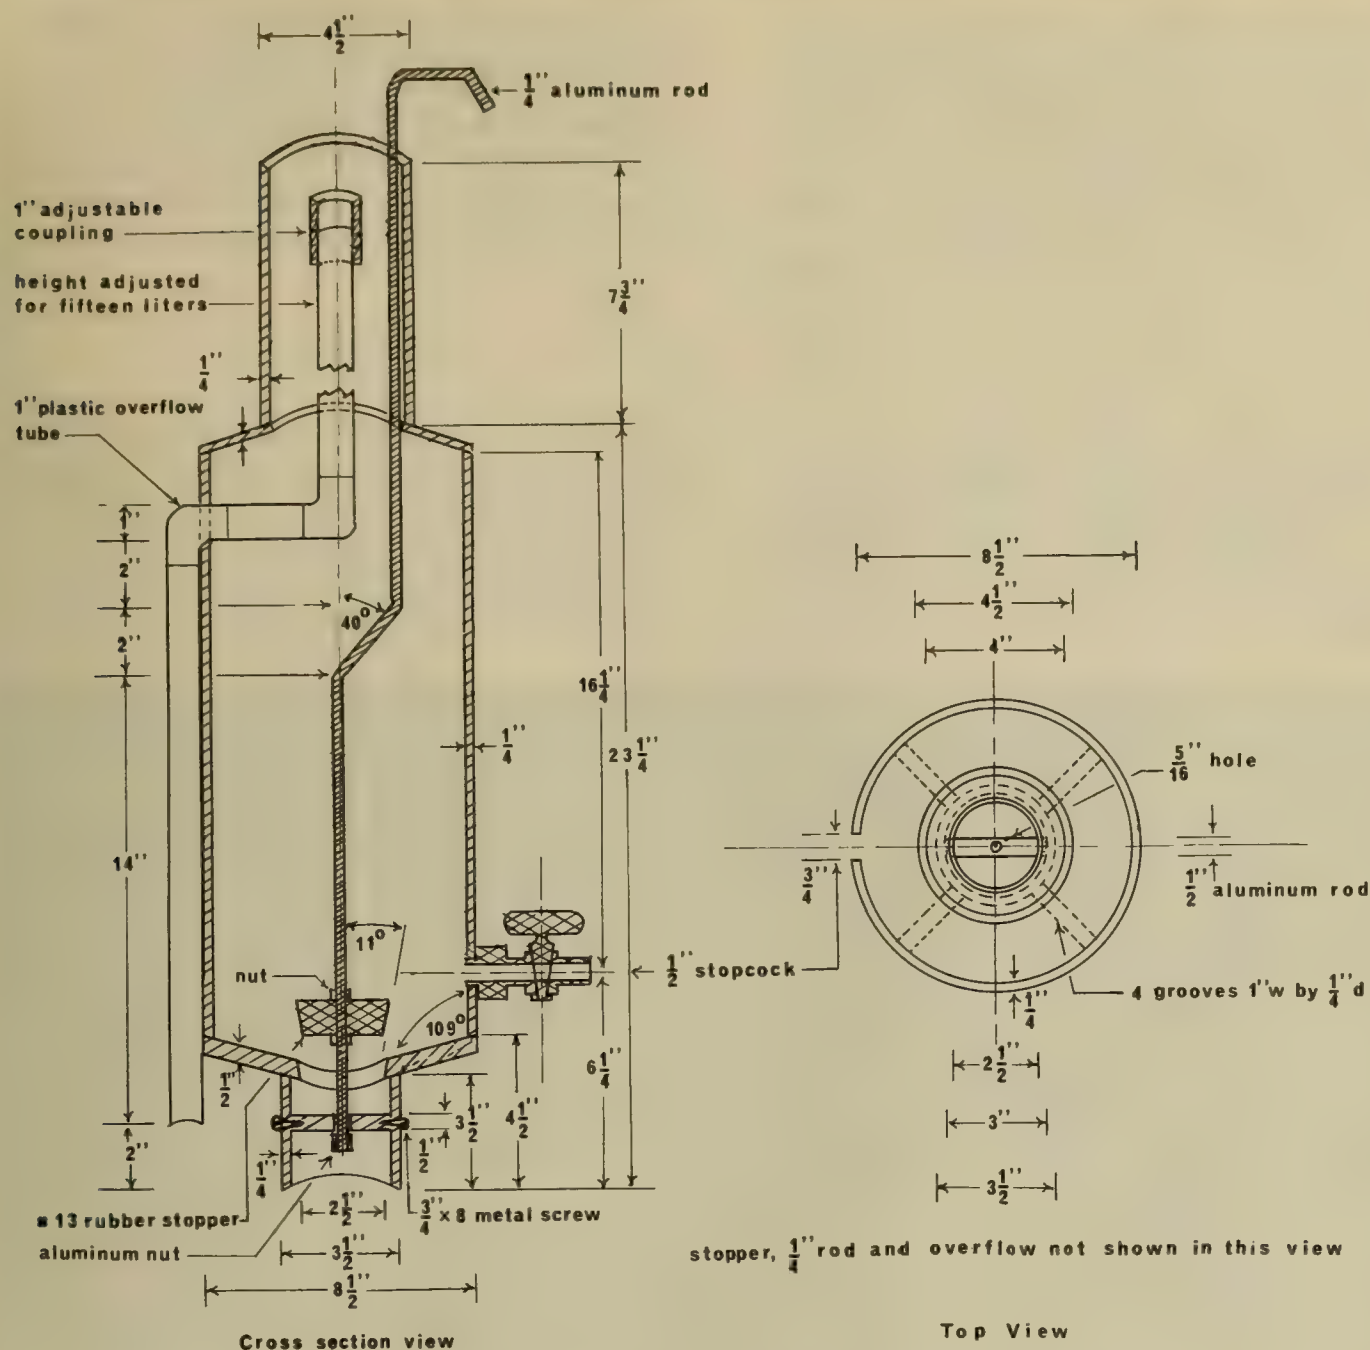 4 1/2''
1/4'' aluminum rod
1'' adjustable
coupling
height adjusted
for fifteen liters
7 3/4''
1/4''
1'' plastic overflow
tube
1''
2''
40°
2''
16 1/4''
1/4''
23 1/4''
14''
11°
nut
1/2'' stopcock
109°
1/2''
6 1/4''
3 1/2''
4 1/2''
2''
1/4''
1/2''
#13 rubber stopper
2 1/2''
3/4'' x 8 metal screw
aluminum nut
3 1/2''
8 1/2''
Cross section view
8 1/2''
4 1/2''
4''
5/16'' hole
3/4''
1/2'' aluminum rod
4 grooves 1''w by 1/4''d
1/4''
2 1/2''
3''
3 1/2''
stopper, 1/4'' rod and overflow not shown in this view
Top View